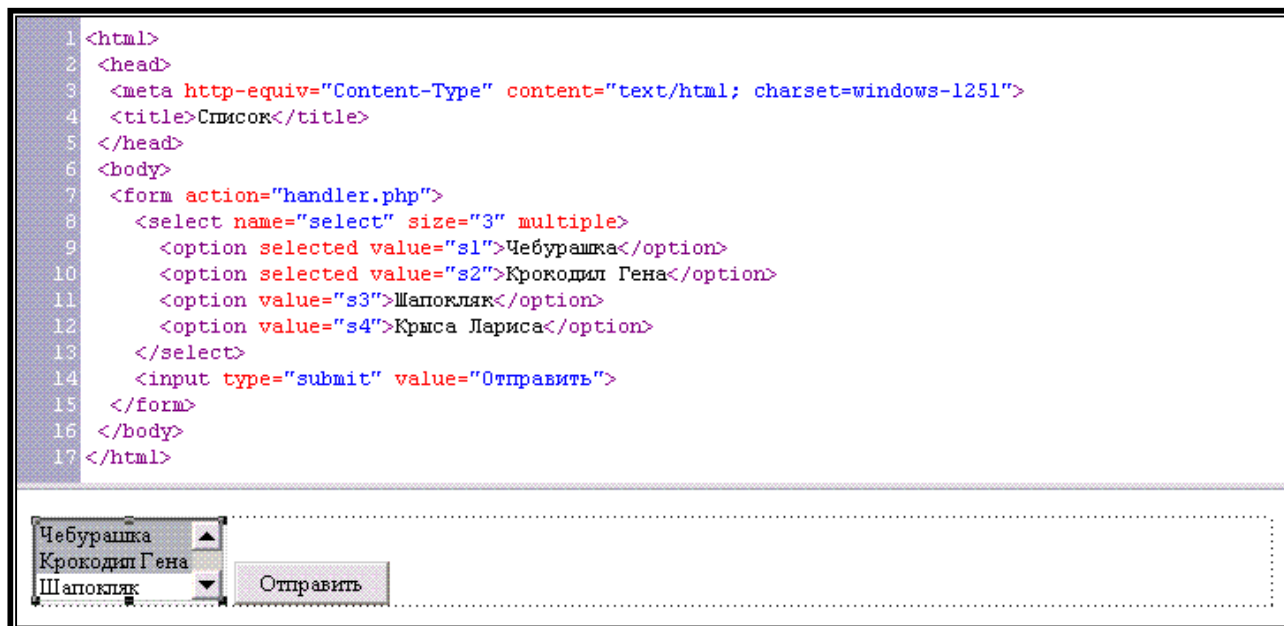 1 <html>
2 <head>
3 <meta http-equiv="Content-Type" content="text/html; charset=windows-1251">
4 <title>Список</title>
5 </head>
6 <body>
7 <form action="handler.php">
8 <select name="select" size="3" multiple>
9 <option selected value="s1">Чебурашка</option>
10 <option selected value="s2">Крокодил Гена</option>
11 <option value="s3">Шапокляк</option>
12 <option value="s4">Крыса Лариса</option>
13 </select>
14 <input type="submit" value="Отправить">
15 </form>
16 </body>
17 </html>
Чебурашка
Крокодил Гена
Шапокляк
Отправить